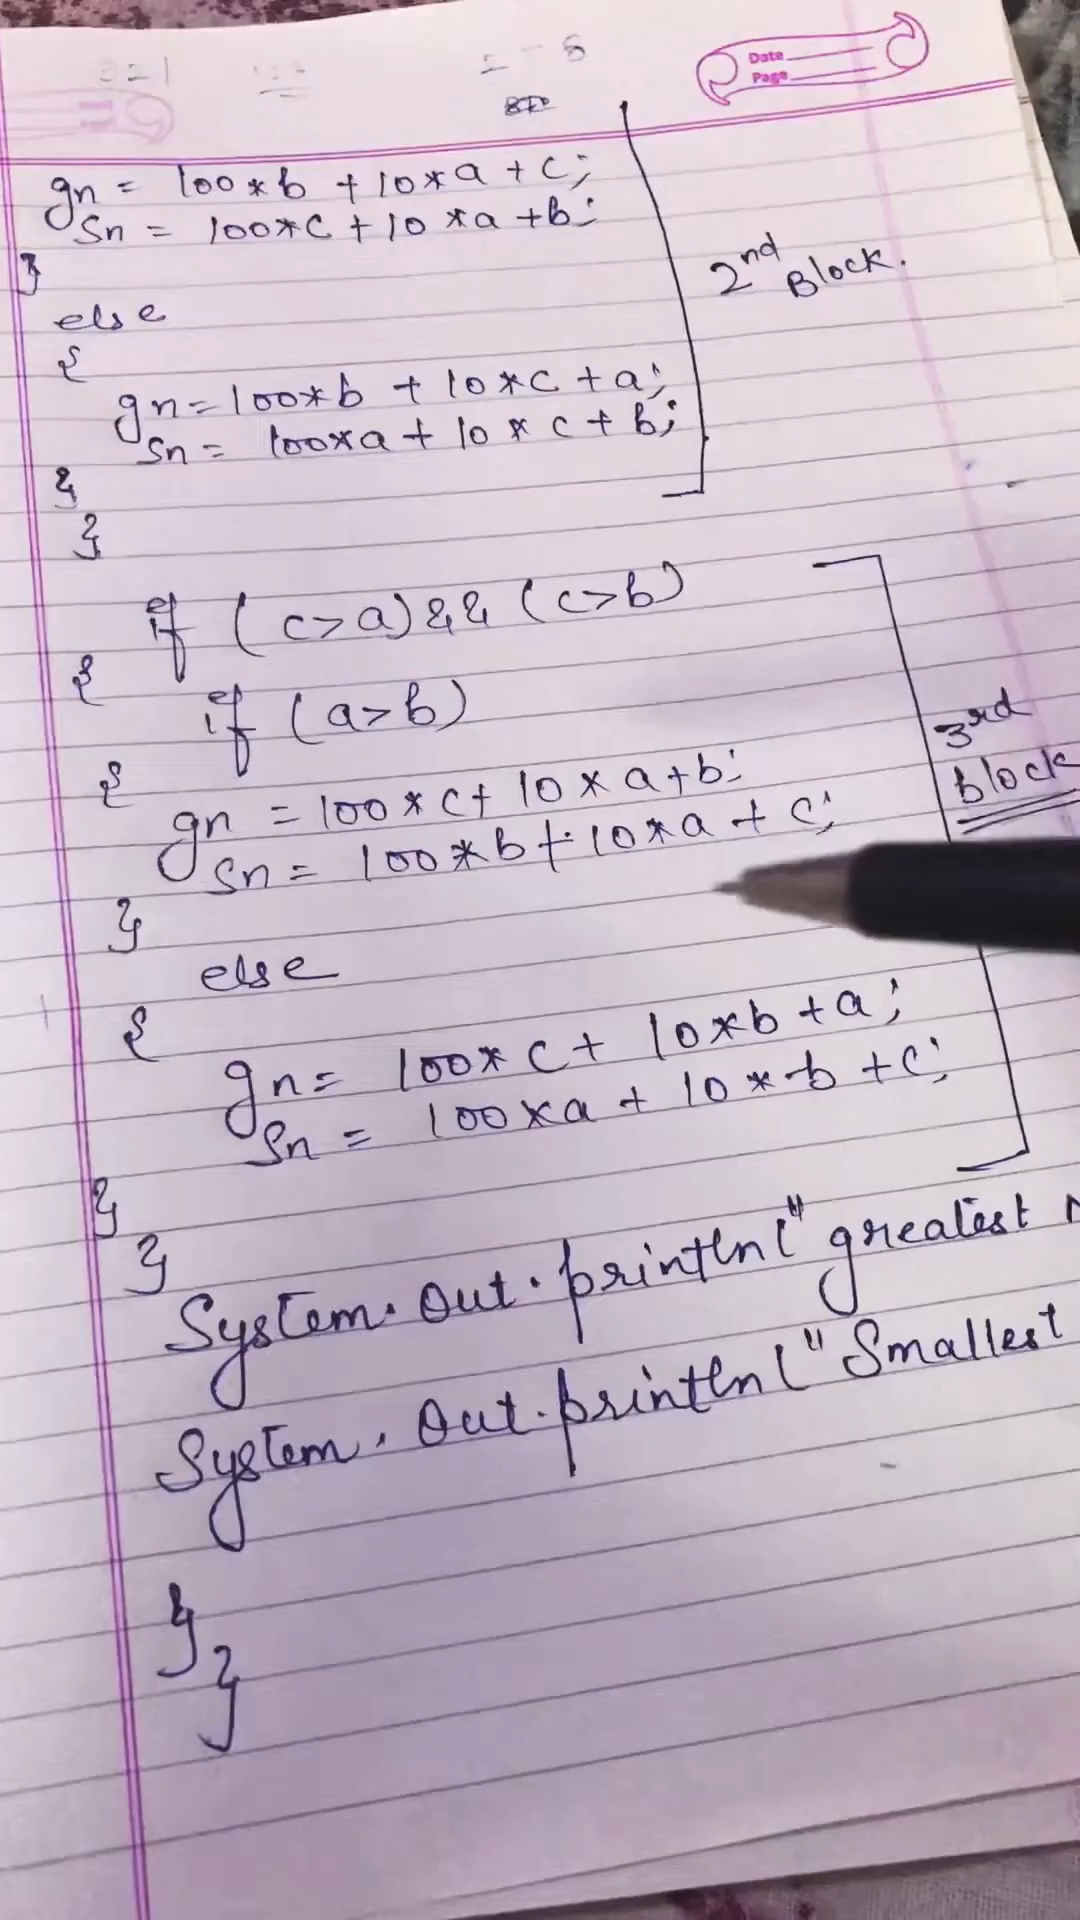 Date
Page
gn = 100*b + 10*a + c;
Sn = 100*c + 10*a + b;
}
else
{
gn = 100*b + 10*c + a;
Sn = 100*a + 10*c + b;
}
}
2nd Block.
if (c>a)&&(c>b)
{
if (a>b)
{
gn = 100*c + 10*a+b;
Sn = 100*b + 10*a + c;
}
else
{
gn = 100*c + 10*b + a;
Sn = 100*a + 10*b + c;
}
}
3rd block
System.out.println("greatest
System.out.println("Smallest
}
}